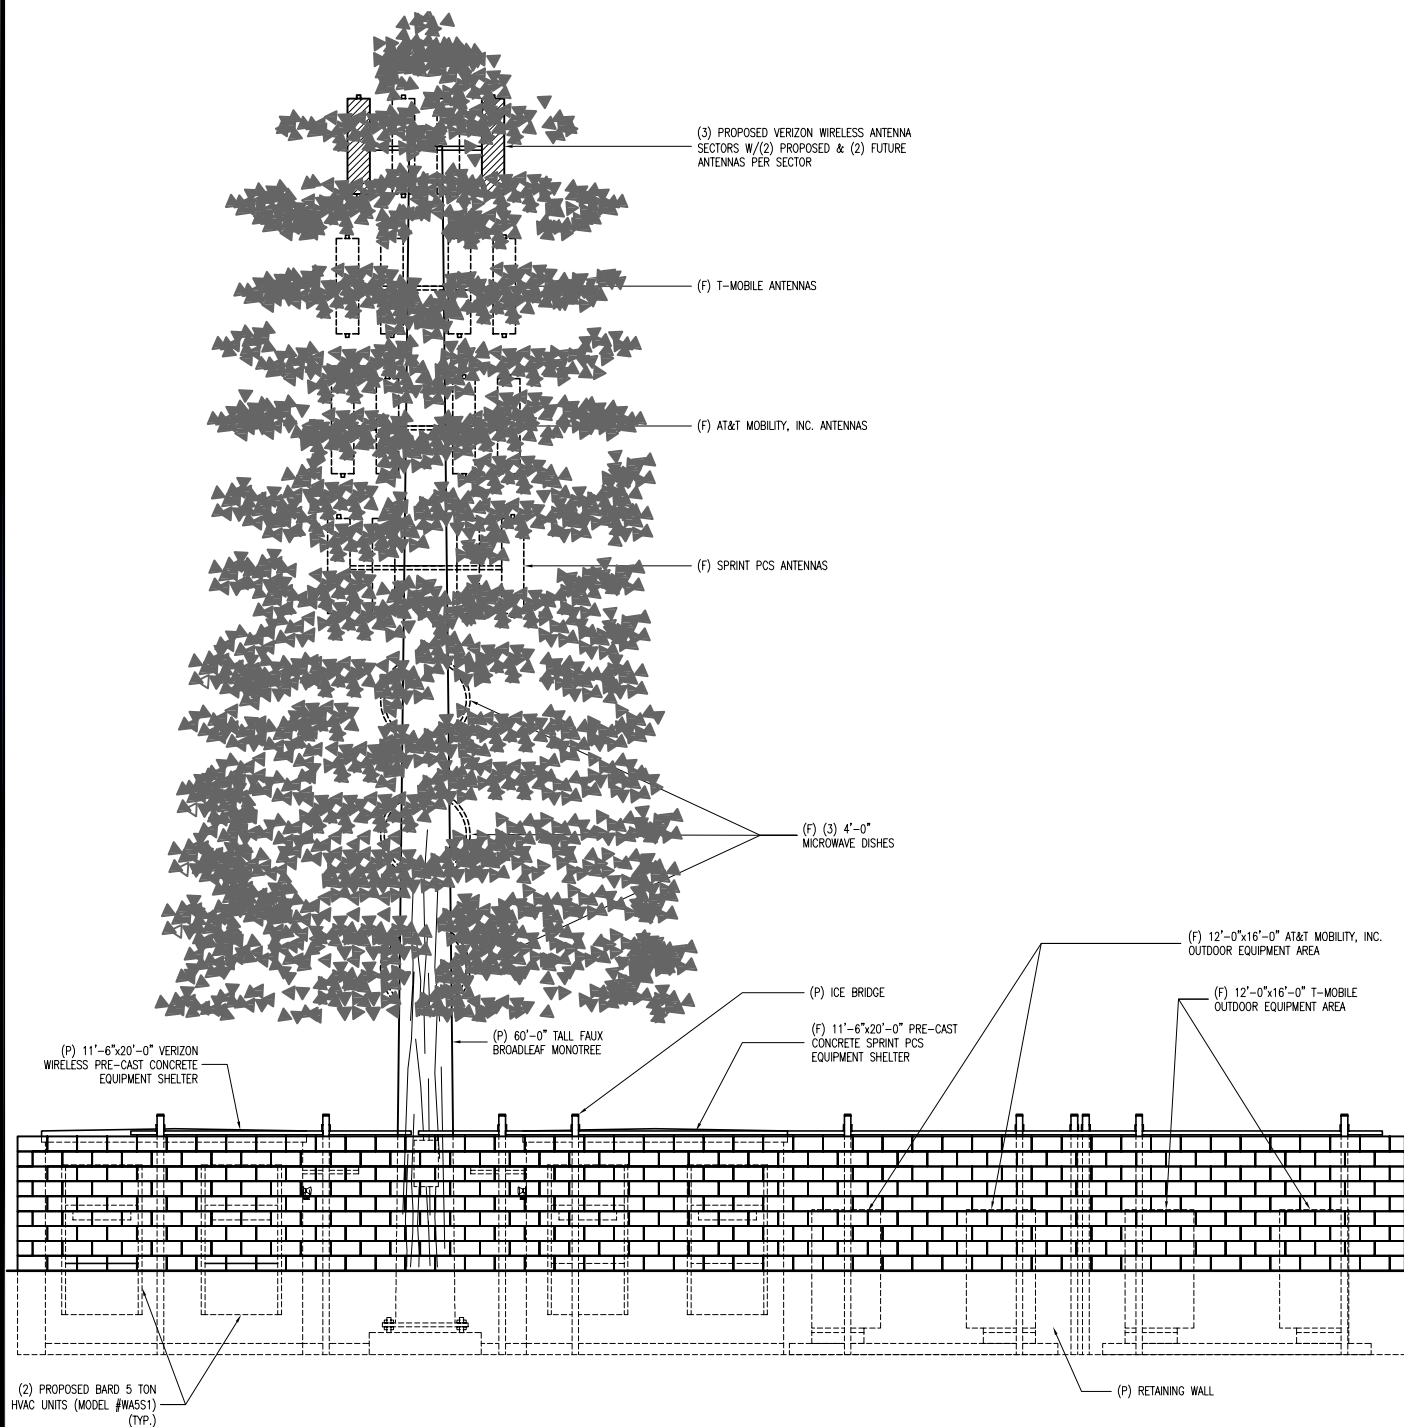 (3) PROPOSED VERIZON WIRELESS ANTENNA
SECTORS W/(2) PROPOSED & (2) FUTURE
ANTENNAS PER SECTOR
(F) T-MOBILE ANTENNAS
(F) AT&T MOBILITY, INC. ANTENNAS
(F) SPRINT PCS ANTENNAS
(F) (3) 4'-0"
MICROWAVE DISHES
(F) 12'-0"x16'-0" AT&T MOBILITY, INC.
OUTDOOR EQUIPMENT AREA
(P) ICE BRIDGE
(F) 12'-0"x16'-0" T-MOBILE
OUTDOOR EQUIPMENT AREA
(P) 60'-0" TALL FAUX
BROADLEAF MONOTREE
(F) 11'-6"x20'-0" PRE-CAST
CONCRETE SPRINT PCS
EQUIPMENT SHELTER
(P) 11'-6"x20'-0" VERIZON
WIRELESS PRE-CAST CONCRETE
EQUIPMENT SHELTER
(2) PROPOSED BARD 5 TON
HVAC UNITS (MODEL #WA5S1)
(TYP.)
(P) RETAINING WALL